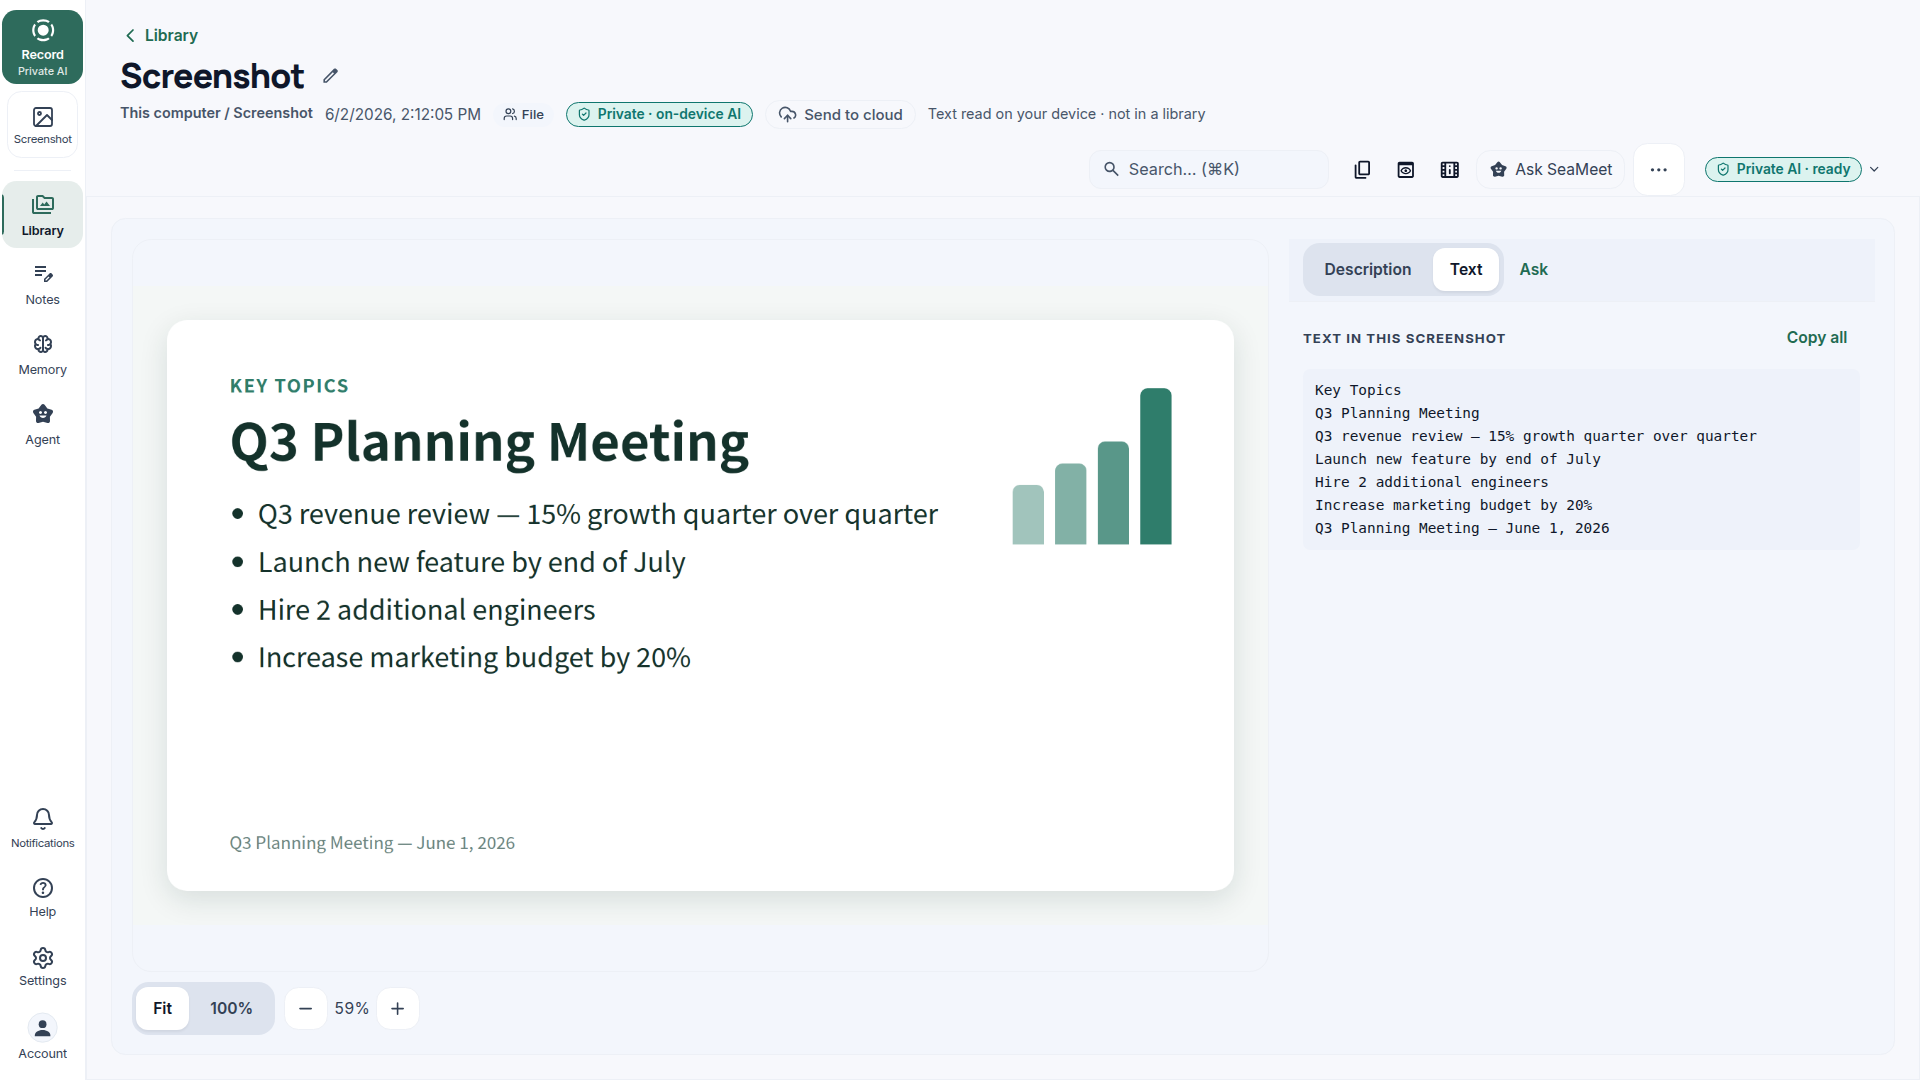 Record
Private AI
Screenshot
Library
Notes
Memory
Agent
Notifications
Help
Settings
Account
Library
Screenshot
This computer / Screenshot 6/2/2026, 2:12:05 PM File Private · on-device AI Send to cloud Text read on your device · not in a library
Search... (⌘K) Ask SeaMeet Private AI · ready
KEY TOPICS
Q3 Planning Meeting
• Q3 revenue review — 15% growth quarter over quarter
• Launch new feature by end of July
• Hire 2 additional engineers
• Increase marketing budget by 20%
Q3 Planning Meeting — June 1, 2026
Fit 100% − 59% +
Description Text Ask
TEXT IN THIS SCREENSHOT Copy all
Key Topics
Q3 Planning Meeting
Q3 revenue review — 15% growth quarter over quarter
Launch new feature by end of July
Hire 2 additional engineers
Increase marketing budget by 20%
Q3 Planning Meeting — June 1, 2026